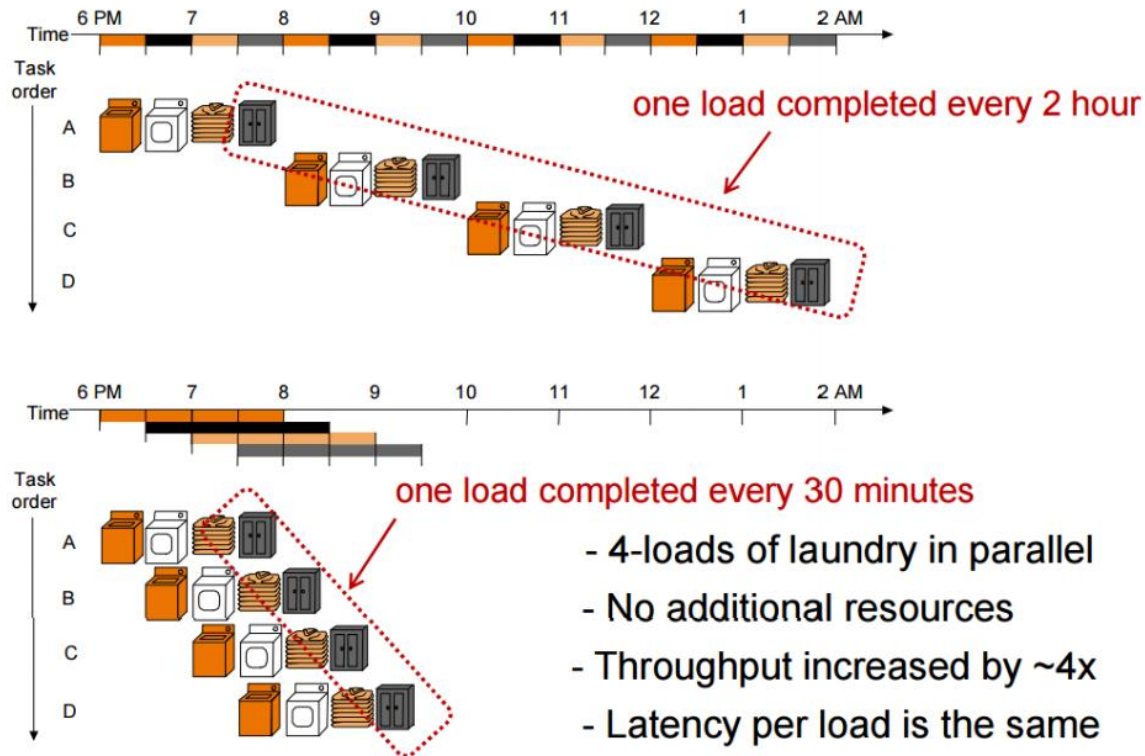 6 PM 7 8 9 10 11 12 1 2 AM
Time
Task
order
one load completed every 2 hour
A
B
C
D
6 PM 7 8 9 10 11 12 1 2 AM
Time
Task
order
one load completed every 30 minutes
A
- 4-loads of laundry in parallel
B
- No additional resources
C
- Throughput increased by ~4x
D
- Latency per load is the same